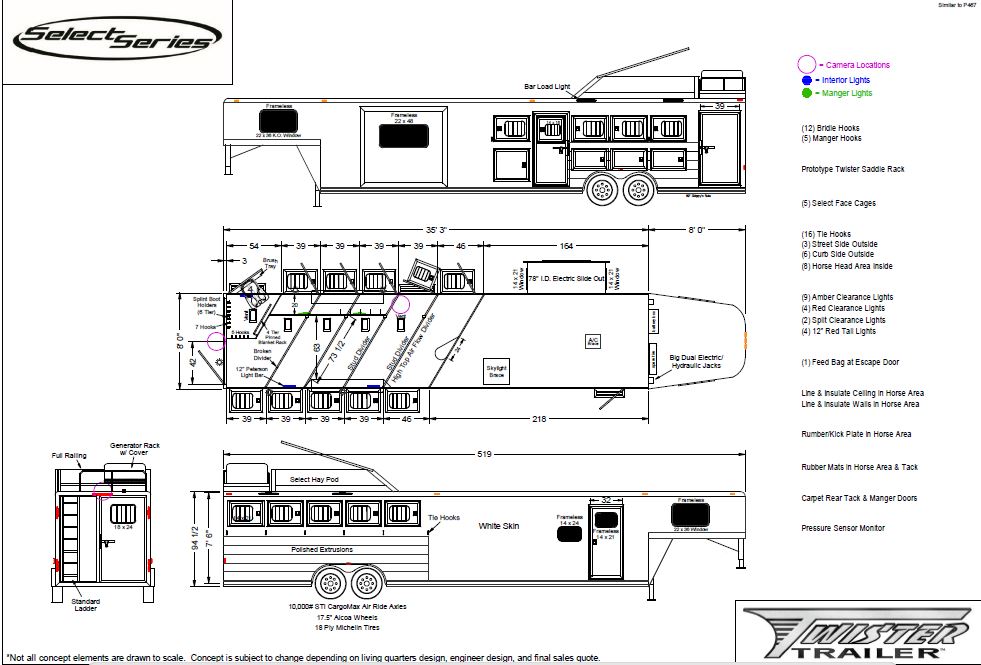 Similar to P487
Select Series
= Camera Locations
= Interior Lights
= Manger Lights
(12) Bridle Hooks
(5) Manger Hooks
Prototype Twister Saddle Rack
(5) Select Face Cages
(16) Tie Hooks
(3) Street Side Outside
(6) Curb Side Outside
(8) Horse Head Area Inside
(9) Amber Clearance Lights
(4) Red Clearance Lights
(2) Split Clearance Lights
(4) 12" Red Tail Lights
(1) Feed Bag at Escape Door
Line & Insulate Ceiling in Horse Area
Line & Insulate Walls in Horse Area
Rumber/Kick Plate in Horse Area
Rubber Mats in Horse Area & Tack
Carpet Rear Tack & Manger Doors
Pressure Sensor Monitor
Bar Load Light
Frameless
22 x 36 K.O. Window
Frameless
22 x 48
39
35' 3"
8' 0"
54
39
39
39
39
46
164
3
Brush
Tray
Splint Boot
Holders
(6 Tier)
7 Hooks
5 Hooks
4
Vent
20
4 Tier
Pinned
Blanket Rack
Broken
Divider
12" Peterson
Light Bar
8' 0"
42
63
73 1/2
Stud Divider
Stud Divider
High Top Air Flow Divider
24
14 x 21
Window
78" I.D. Electric Slide Out
14 x 21
Window
A/C
Brace
Skylight
Brace
Big Dual Electric/
Hydraulic Jacks
39
39
39
39
46
218
519
Generator Rack
w/ Cover
Full Railing
18 x 24
Standard
Ladder
Select Hay Pod
94 1/2
7' 6"
Tie Hooks
White Skin
Polished Extrusions
Frameless
14 x 24
32
Frameless
14 x 21
Frameless
22 x 36 Window
10,000# STI CargoMax Air Ride Axles
17.5" Alcoa Wheels
18 Ply Michelin Tires
Twister
Trailer™
*Not all concept elements are drawn to scale. Concept is subject to change depending on living quarters design, engineer design, and final sales quote.